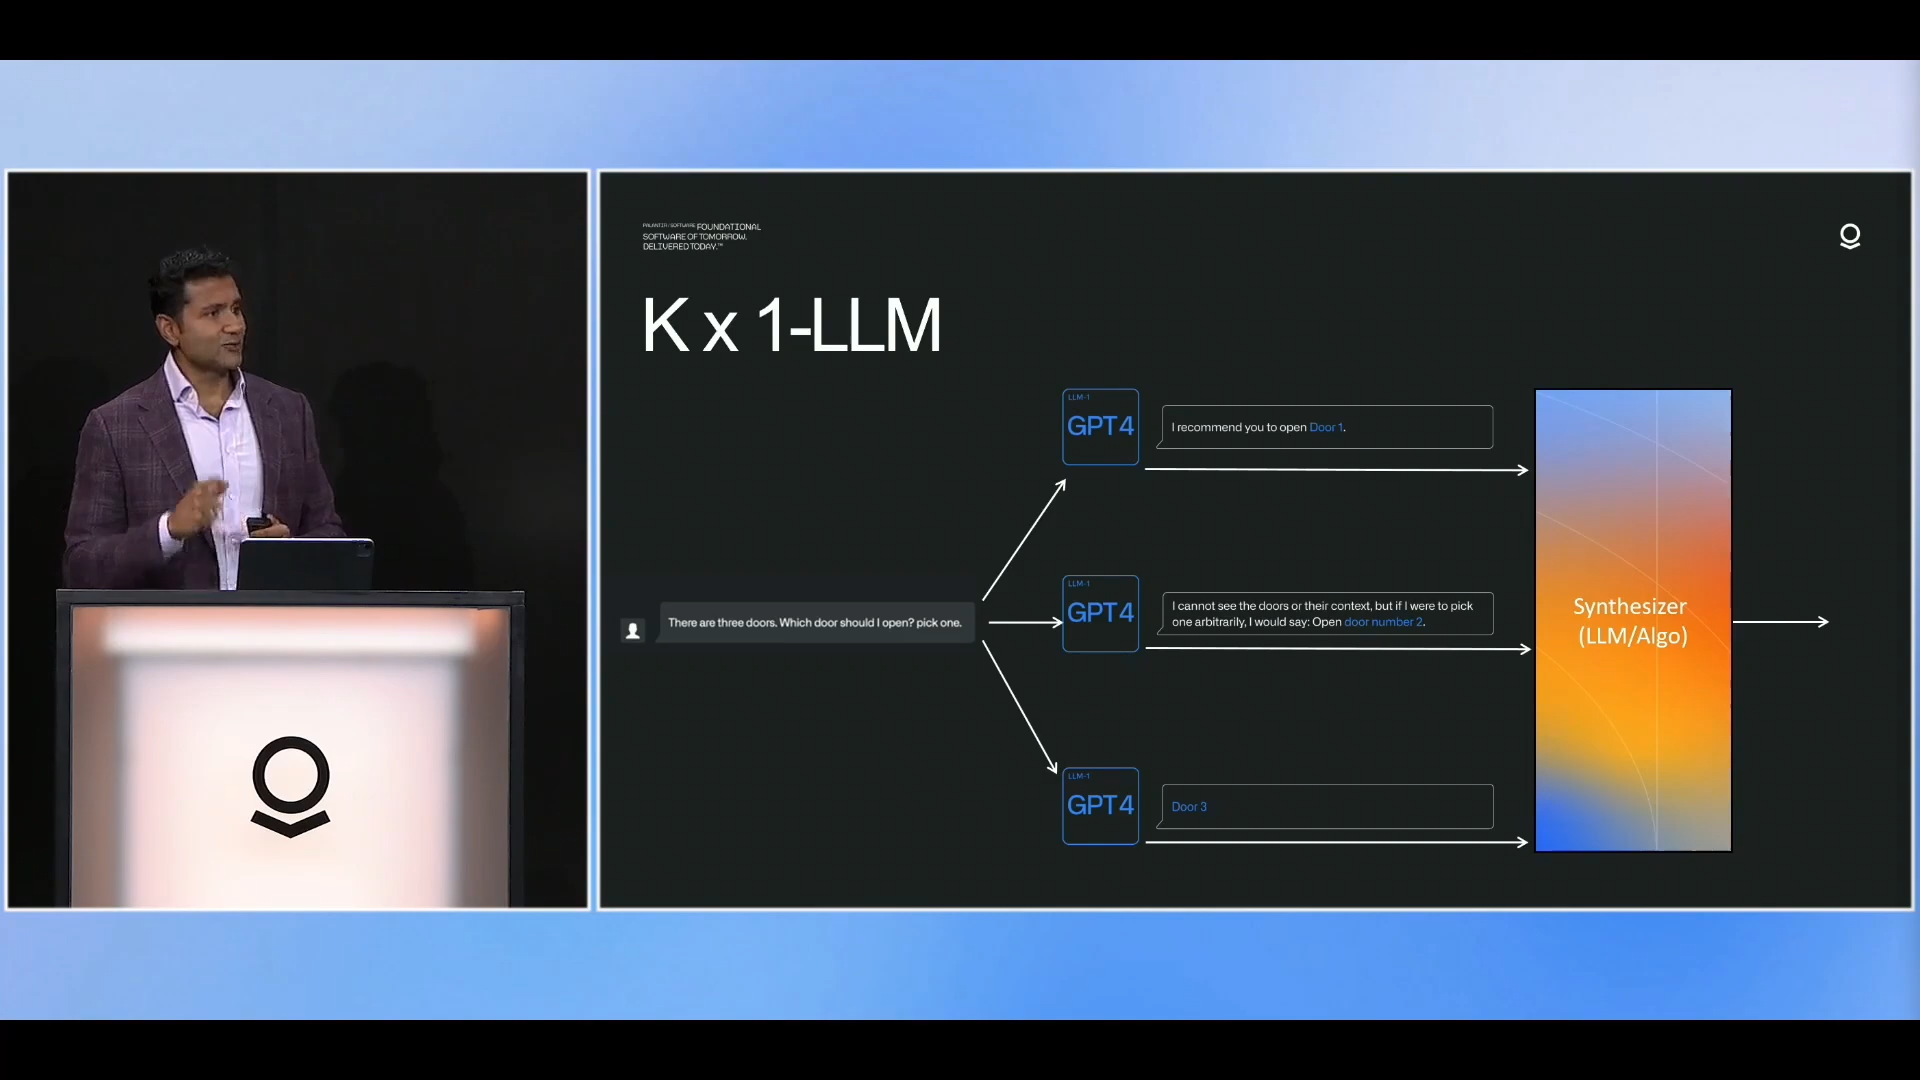 PALANTIR / SOFTWARE FOUNDATIONAL
SOFTWARE OF TOMORROW.
DELIVERED TODAY.™
K x 1-LLM
There are three doors. Which door should I open? pick one.
LLM-1
GPT4
I recommend you to open Door 1.
LLM-1
GPT4
I cannot see the doors or their context, but if I were to pick
one arbitrarily, I would say: Open door number 2.
LLM-1
GPT4
Door 3
Synthesizer
(LLM/Algo)